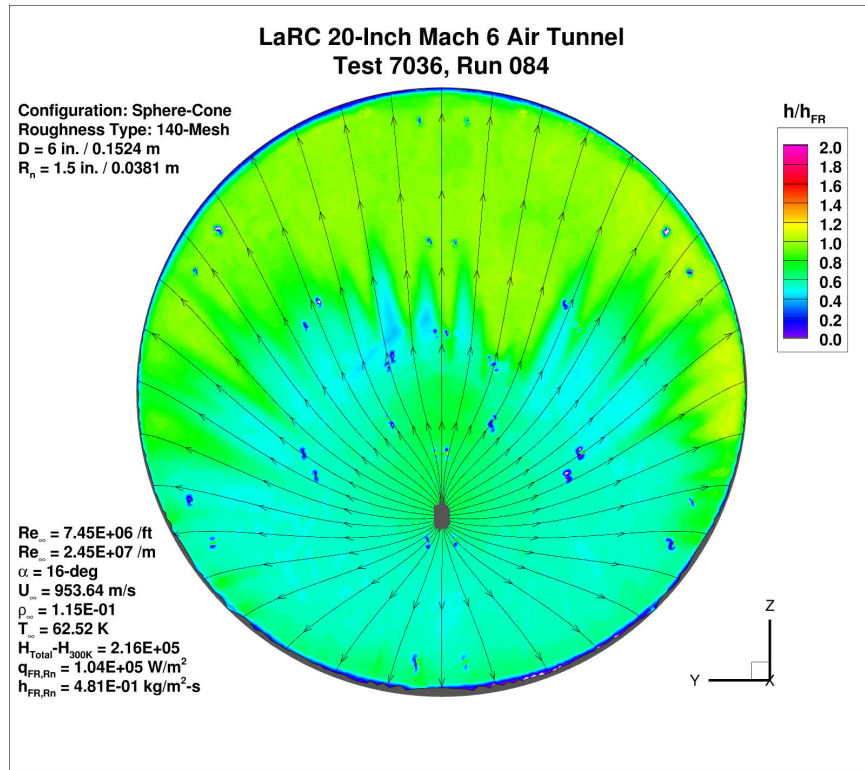 LaRC 20-Inch Mach 6 Air Tunnel
Test 7036, Run 084
Configuration: Sphere-Cone
Roughness Type: 140-Mesh
D = 6 in. / 0.1524 m
Rn = 1.5 in. / 0.0381 m
h/hFR
2.0
1.8
1.6
1.4
1.2
1.0
0.8
0.6
0.4
0.2
0.0
Re∞ = 7.45E+06 /ft
Re∞ = 2.45E+07 /m
α = 16-deg
U∞ = 953.64 m/s
ρ∞ = 1.15E-01
T∞ = 62.52 K
HTotal-H300K = 2.16E+05
qFR,Rn = 1.04E+05 W/m²
hFR,Rn = 4.81E-01 kg/m²-s
Z
Y
X